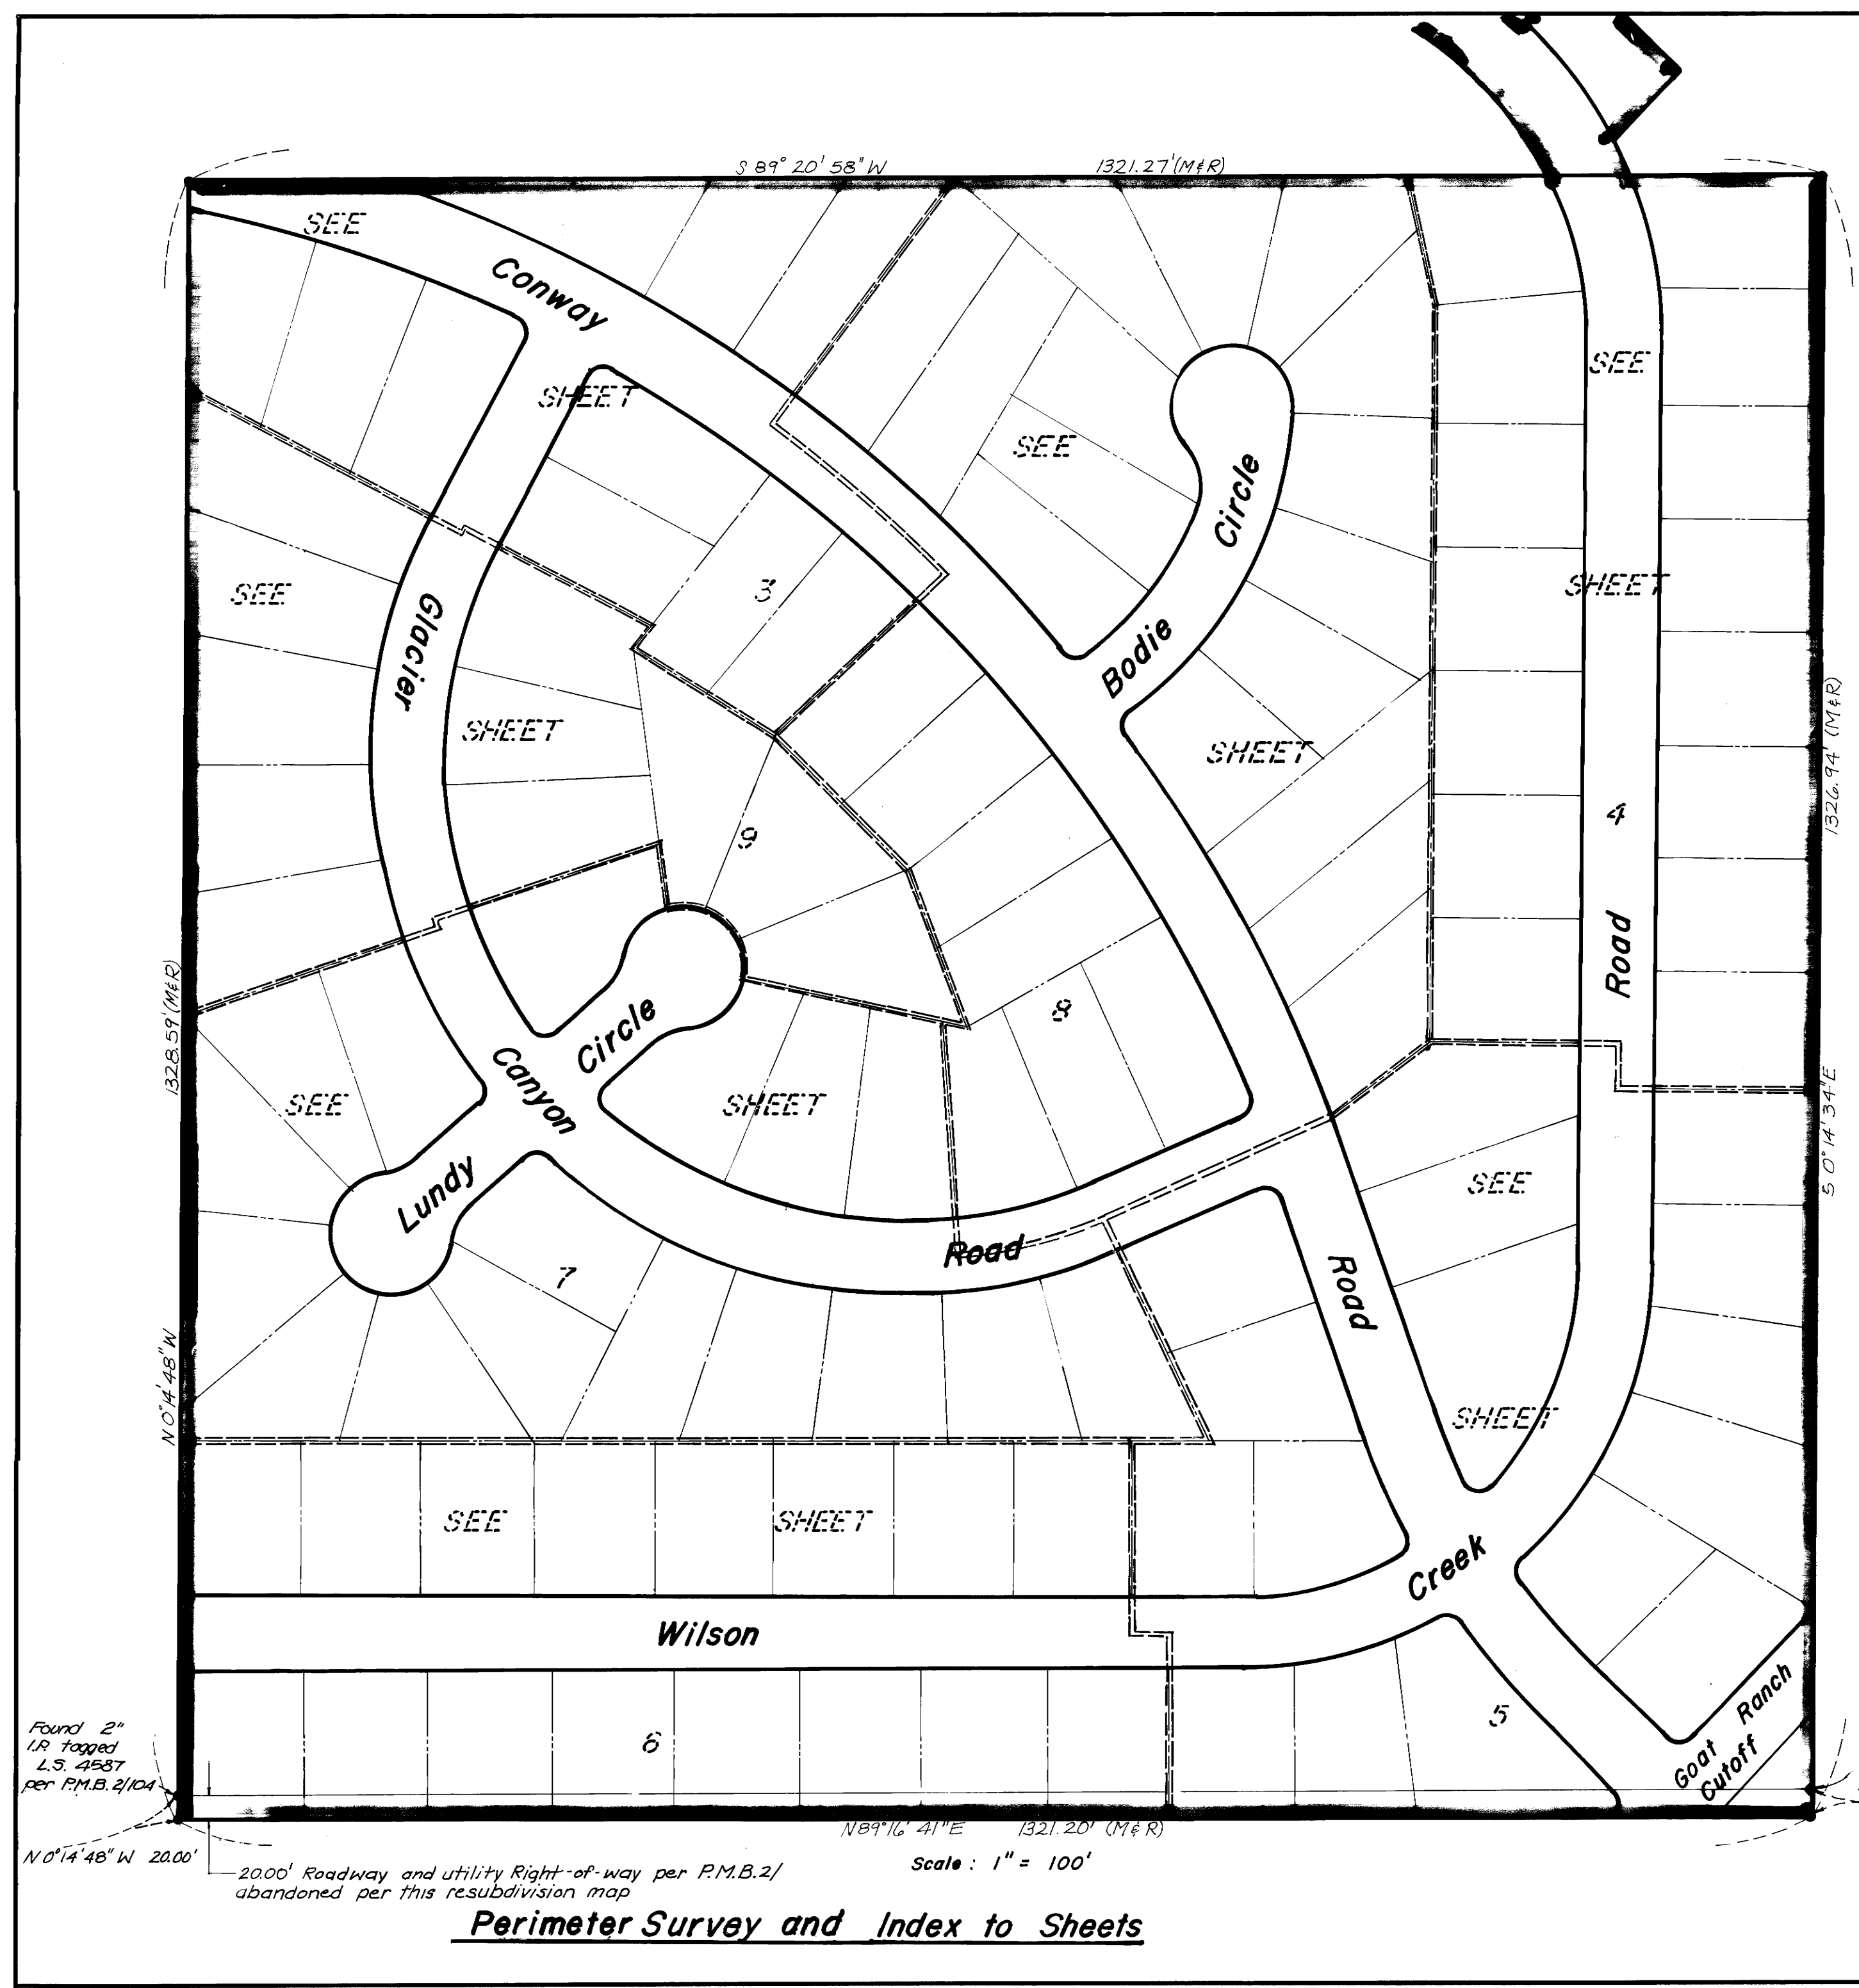 S 89° 20' 58" W 1321.27' (M&R)
SEE
Conway
SHEET
3
SEE
Circle
Bodie
SHEET
SEE
SHEET
4
Road
1326.94' (M&R)
S 0° 14' 34" E
SEE
Glacier
SHEET
9
8
1328.59' (M&R)
N 0° 14' 48" W
Circle
Canyon
SEE
SHEET
Lundy
7
Road
Road
SEE
SHEET
SEE SHEET
Creek
Wilson
6
5
Goat Ranch
Cutoff
Found 2"
I.P. tagged
L.S. 4587
per P.M.B. 2/104
N 0° 14' 48" W 20.00'
N 89° 16' 41" E 1321.20' (M&R)
Scale : 1" = 100'
20.00' Roadway and utility Right-of-way per P.M.B. 2/
abandoned per this resubdivision map
Perimeter Survey and Index to Sheets